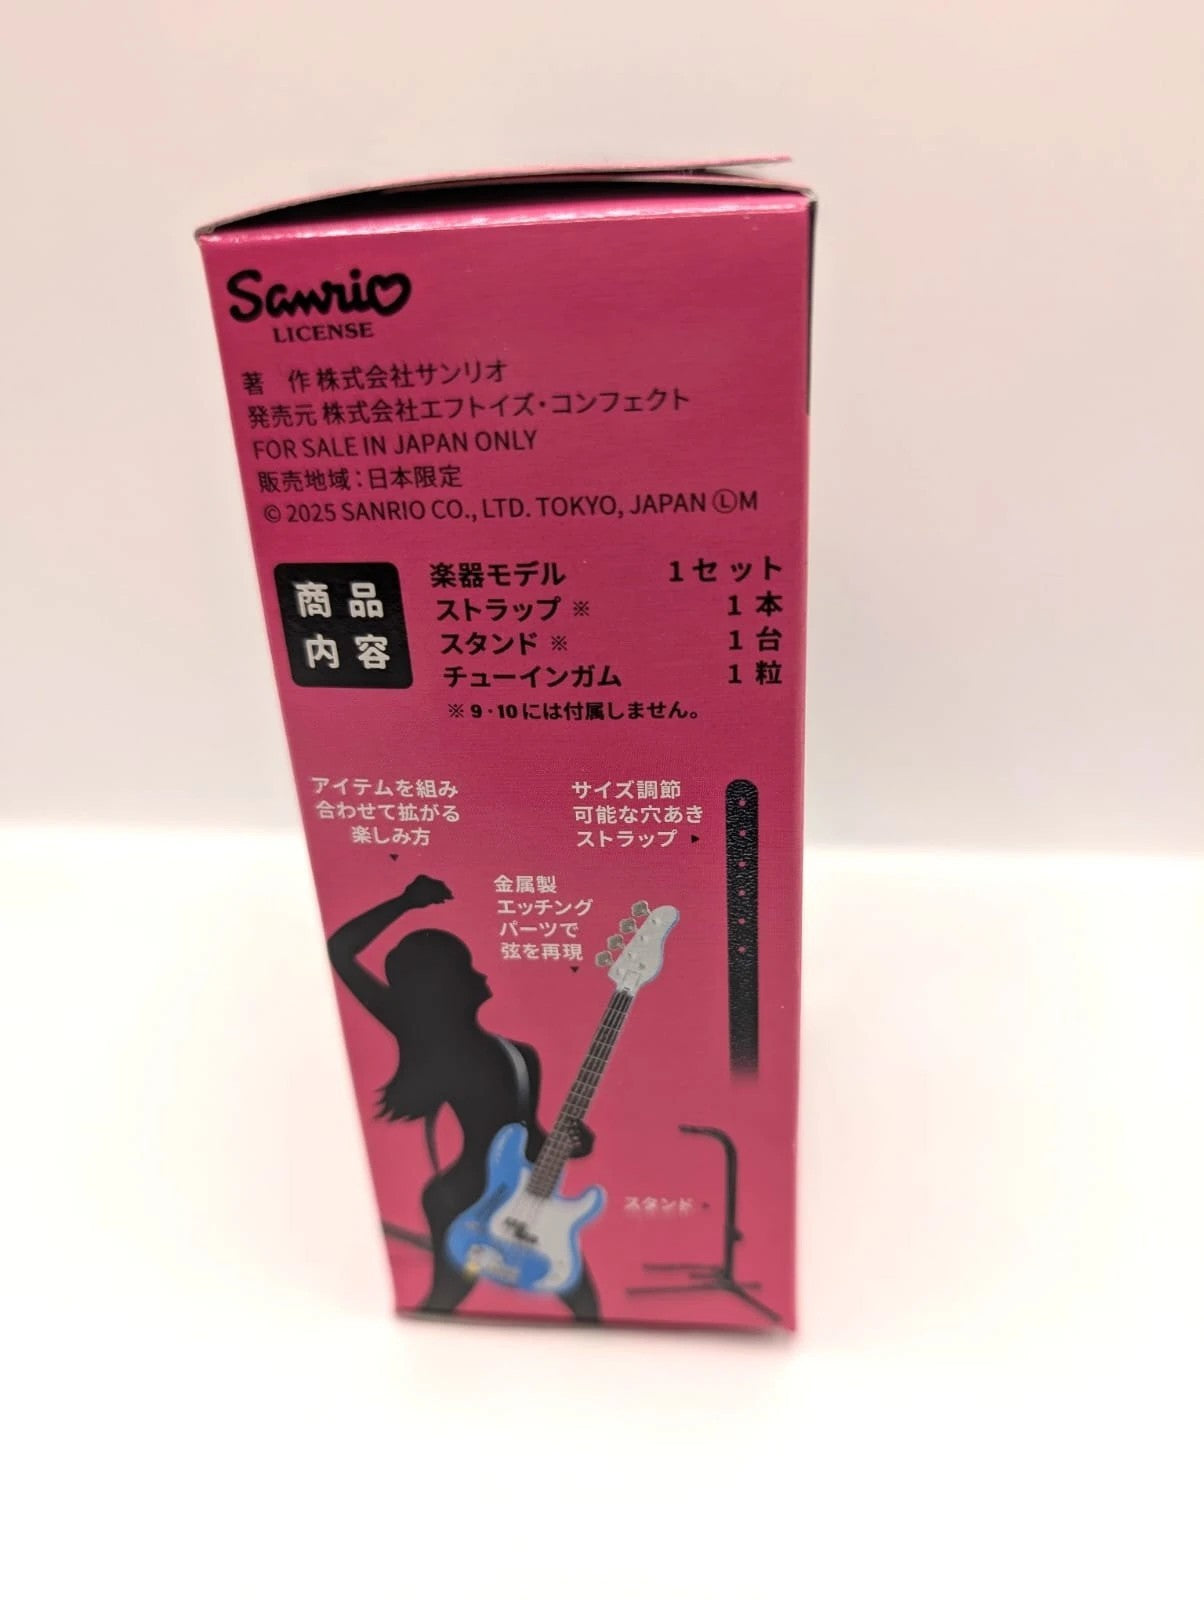 Sanrio
LICENSE
著 作 株式会社サンリオ
発売元 株式会社エフトイズ・コンフェクト
FOR SALE IN JAPAN ONLY
販売地域：日本限定
© 2025 SANRIO CO., LTD. TOKYO, JAPAN ⓁM
商品
内容
楽器モデル 1セット
ストラップ ※ 1本
スタンド ※ 1台
チューインガム 1粒
※ 9・10には付属しません。
アイテムを組み
合わせて拡がる
楽しみ方
サイズ調節
可能な穴あき
ストラップ
金属製
エッチング
パーツで
弦を再現
スタンド